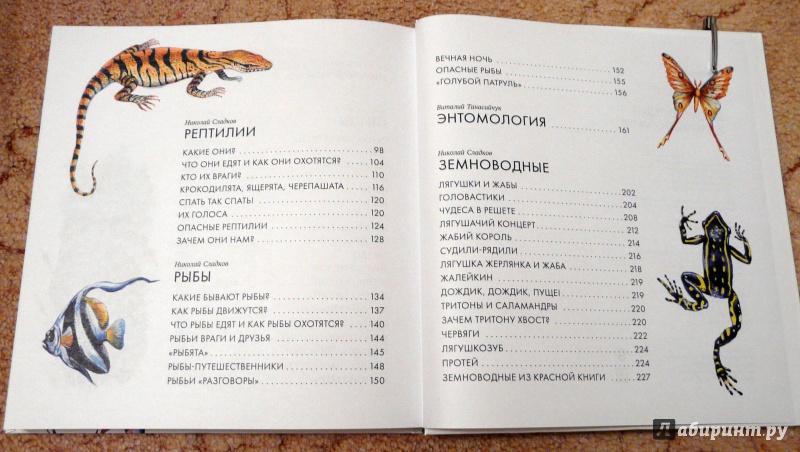 Николай Сладков
РЕПТИЛИИ
КАКИЕ ОНИ? 98
ЧТО ОНИ ЕДЯТ И КАК ОНИ ОХОТЯТСЯ? 104
КТО ИХ ВРАГИ? 110
КРОКОДИЛЯТА, ЯЩЕРЯТА, ЧЕРЕПАШАТА 116
СПАТЬ ТАК СПАТЬ! 120
ИХ ГОЛОСА 120
ОПАСНЫЕ РЕПТИЛИИ 124
ЗАЧЕМ ОНИ НАМ? 128
Николай Сладков
РЫБЫ
КАКИЕ БЫВАЮТ РЫБЫ? 134
КАК РЫБЫ ДВИЖУТСЯ? 137
ЧТО РЫБЫ ЕДЯТ И КАК РЫБЫ ОХОТЯТСЯ? 140
РЫБЬИ ВРАГИ И ДРУЗЬЯ 144
«РЫБЯТА» 145
РЫБЫ-ПУТЕШЕСТВЕННИКИ 148
РЫБЬИ «РАЗГОВОРЫ» 150
ВЕЧНАЯ НОЧЬ 152
ОПАСНЫЕ РЫБЫ 155
«ГОЛУБОЙ ПАТРУЛЬ» 156
Виталий Танасийчук
ЭНТОМОЛОГИЯ 161
Николай Сладков
ЗЕМНОВОДНЫЕ
ЛЯГУШКИ И ЖАБЫ 202
ГОЛОВАСТИКИ 204
ЧУДЕСА В РЕШЕТЕ 208
ЛЯГУШАЧИЙ КОНЦЕРТ 212
ЖАБИЙ КОРОЛЬ 214
СУДИЛИ-РЯДИЛИ 216
ЛЯГУШКА ЖЕРЛЯНКА И ЖАБА 218
ЖАЛЕЙКИН 219
ДОЖДИК, ДОЖДИК, ПУЩЕ! 219
ТРИТОНЫ И САЛАМАНДРЫ 220
ЗАЧЕМ ТРИТОНУ ХВОСТ? 220
ЧЕРВЯГИ 222
ЛЯГУШКОЗУБ 224
ПРОТЕЙ 224
ЗЕМНОВОДНЫЕ ИЗ КРАСНОЙ КНИГИ 227
Лабиринт.ру